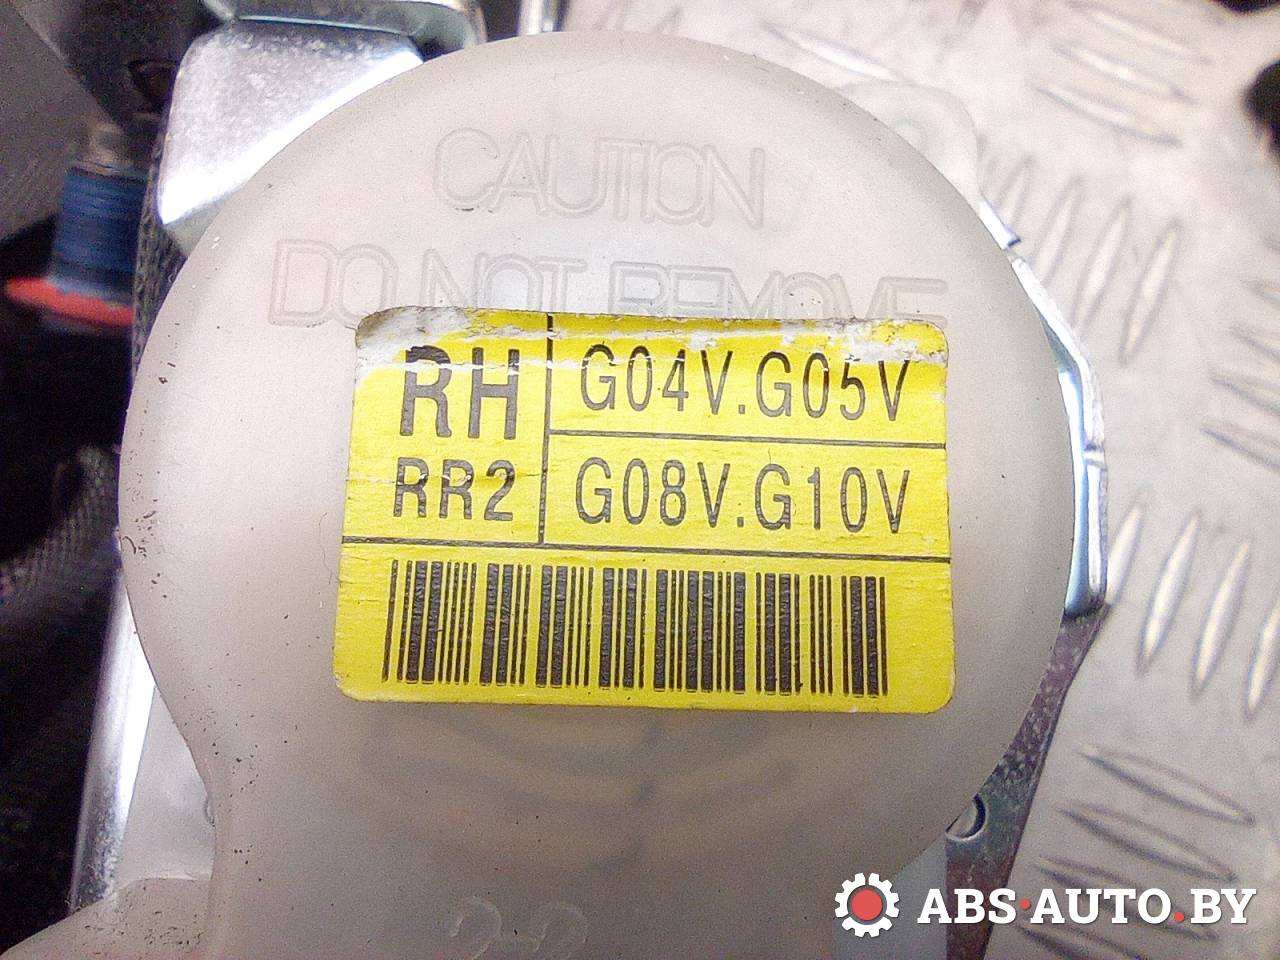 CAUTION
DO NOT REMOVE
RH
G04V.G05V
RR2
G08V.G10V
ABS·AUTO.BY